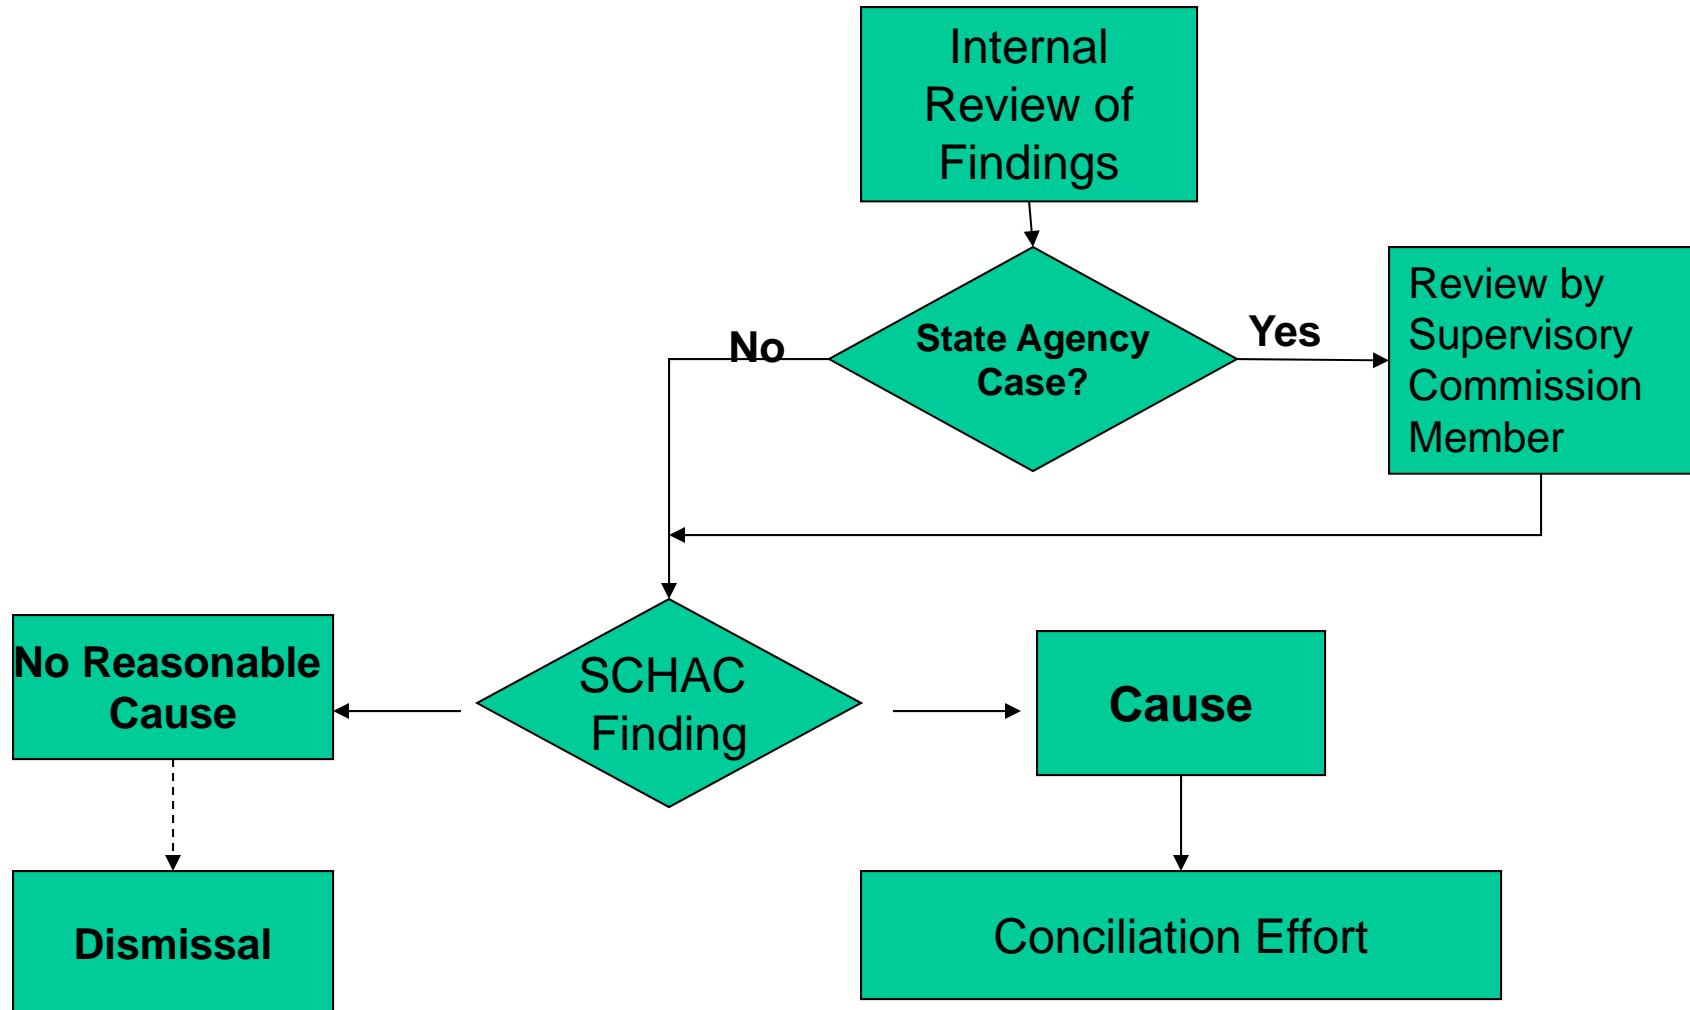 Internal
Review of
Findings
No
State Agency
Case?
Yes
Review by
Supervisory
Commission
Member
No Reasonable
Cause
SCHAC
Finding
Cause
Dismissal
Conciliation Effort